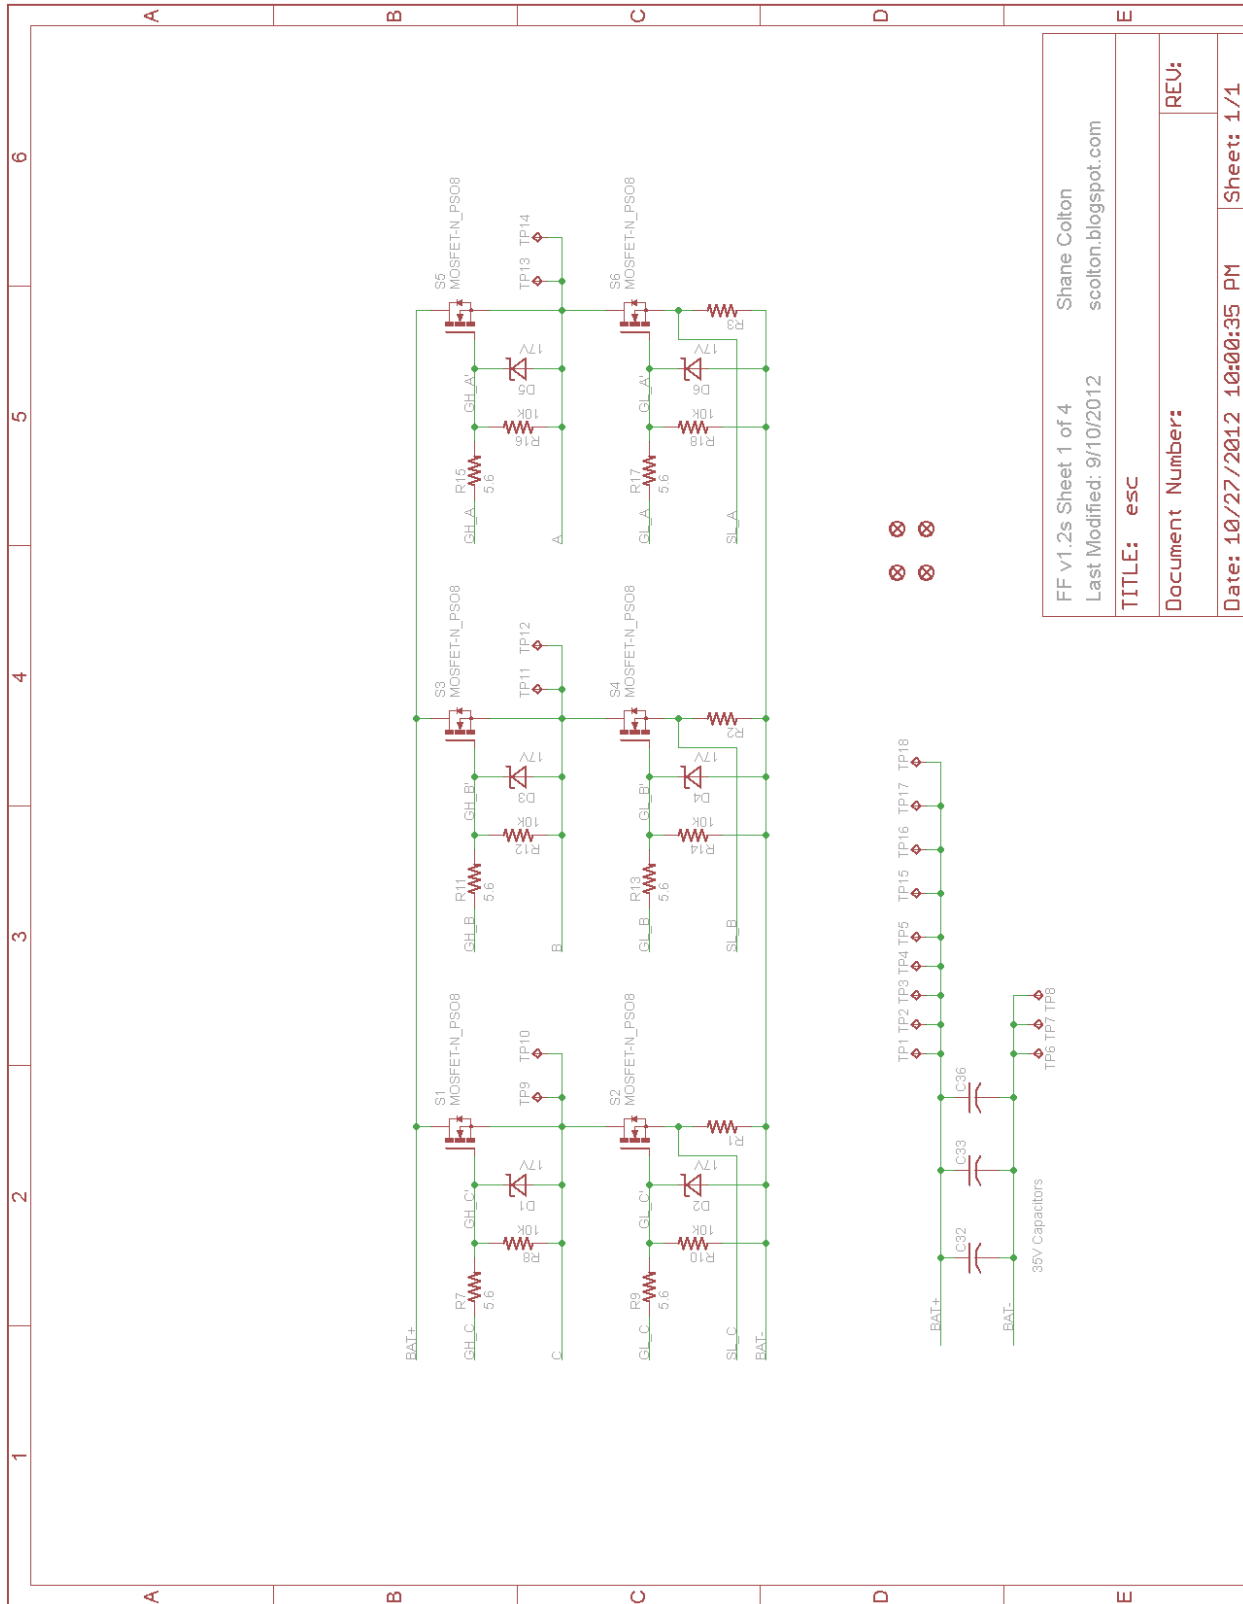 A
B
C
D
E
1
2
3
4
5
6
BAT+
GH_C
R7
5.6
GH_C'
R8
10k
D1
17V
S1
MOSFET-N_PSO8
TP9
TP10
C
GL_C
R9
5.6
GL_C'
R10
10k
D2
17V
S2
MOSFET-N_PSO8
R1
SL_C
BAT-
GH_B
R11
5.6
GH_B'
R12
10k
D3
17V
S3
MOSFET-N_PSO8
TP11
TP12
B
GL_B
R13
5.6
GL_B'
R14
10k
D4
17V
S4
MOSFET-N_PSO8
R2
SL_B
GH_A
R15
5.6
GH_A'
R16
10k
D5
17V
S5
MOSFET-N_PSO8
TP13
TP14
A
GL_A
R17
5.6
GL_A'
R18
10k
D6
17V
S6
MOSFET-N_PSO8
R3
SL_A
TP1 TP2 TP3 TP4 TP5 TP15 TP16 TP17 TP18
BAT+
C32
C33
C36
BAT-
TP6 TP7 TP8
35V Capacitors
FF v1.2s Sheet 1 of 4 Shane Colton
Last Modified: 9/10/2012 scolton.blogspot.com
TITLE: esc
Document Number:
REV:
Date: 10/27/2012 10:00:35 PM
Sheet: 1/1
A
B
C
D
E